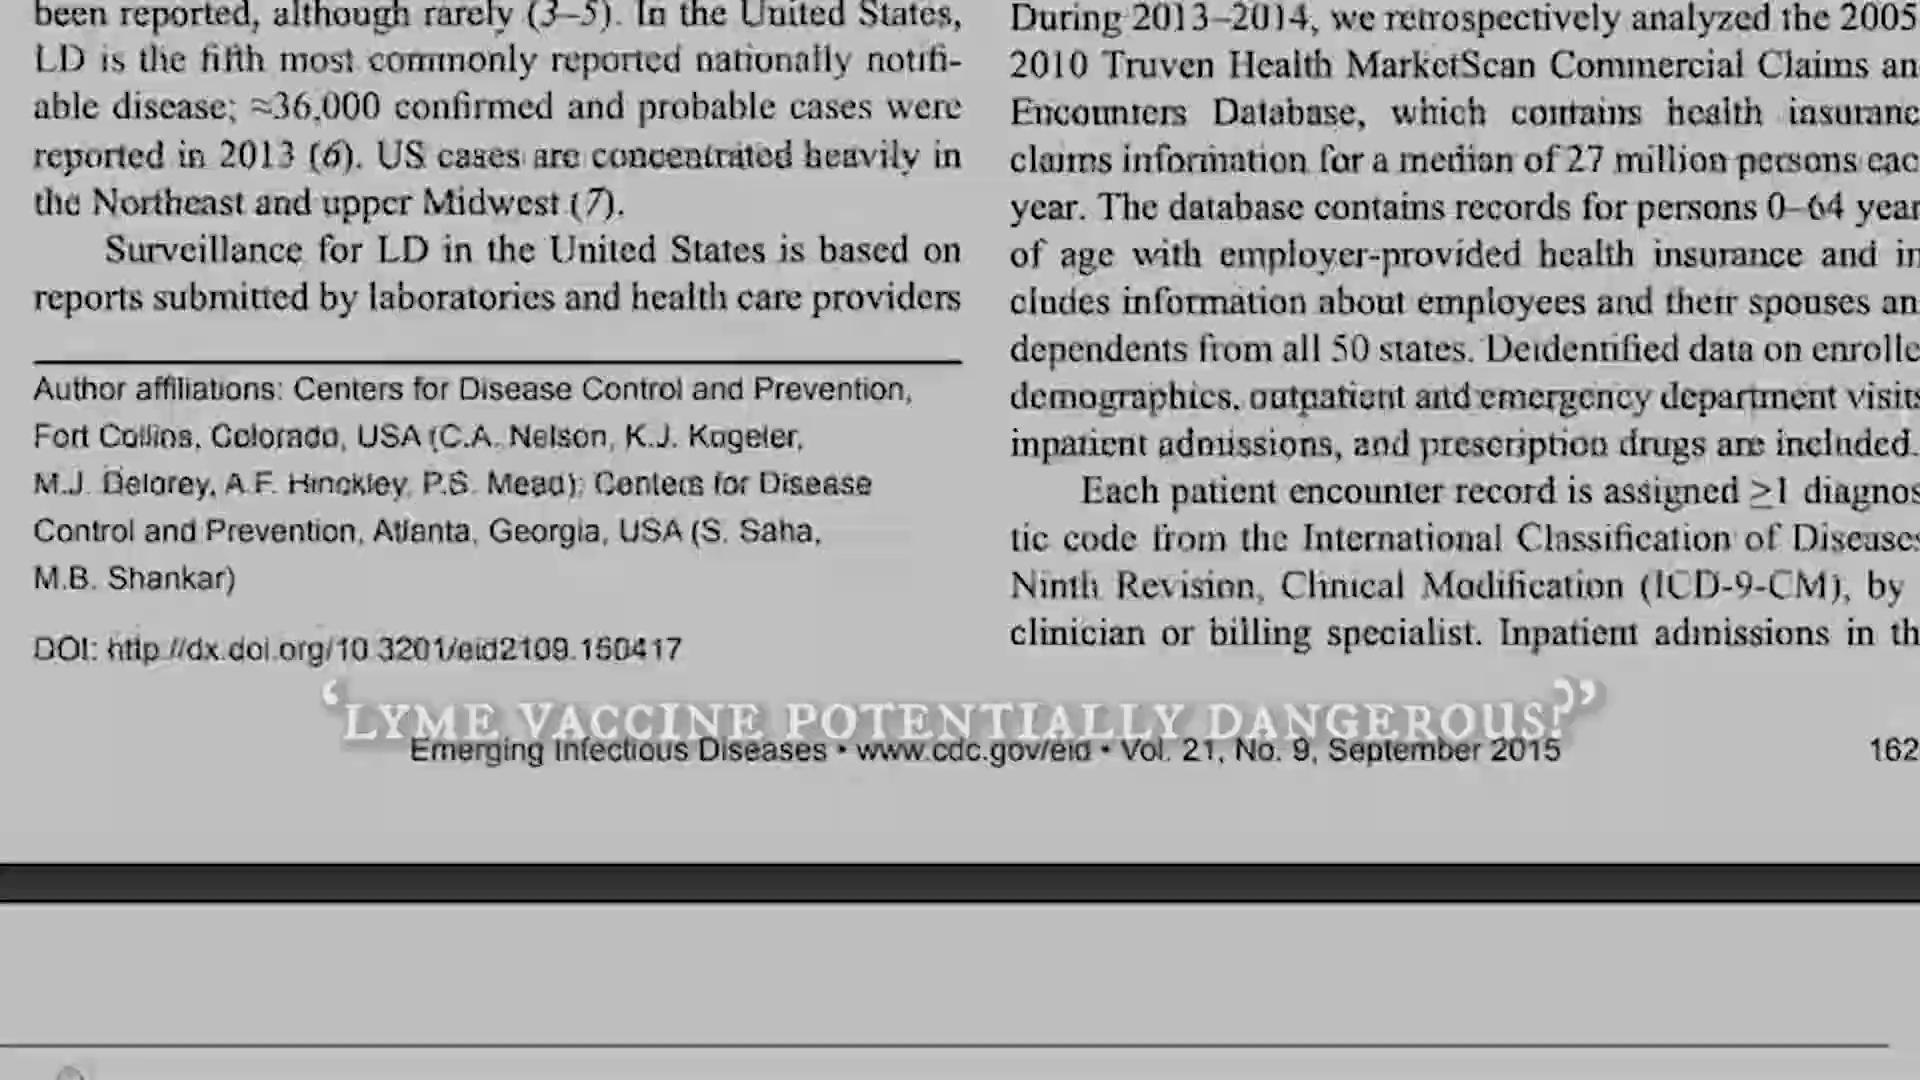 been reported, although rarely (3–5). In the United States,
LD is the fifth most commonly reported nationally notifi-
able disease; ≈36,000 confirmed and probable cases were
reported in 2013 (6). US cases are concentrated heavily in
the Northeast and upper Midwest (7).
Surveillance for LD in the United States is based on
reports submitted by laboratories and health care providers
Author affiliations: Centers for Disease Control and Prevention,
Fort Collins, Colorado, USA (C.A. Nelson, K.J. Kugeler,
M.J. Delorey, A.F. Hinckley, P.S. Mead); Centers for Disease
Control and Prevention, Atlanta, Georgia, USA (S. Saha,
M.B. Shankar)
DOI: http://dx.doi.org/10.3201/eid2109.150417
During 2013–2014, we retrospectively analyzed the 2005
2010 Truven Health MarketScan Commercial Claims an
Encounters Database, which contains health insuranc
claims information for a median of 27 million persons eac
year. The database contains records for persons 0–64 year
of age with employer-provided health insurance and in
cludes information about employees and their spouses an
dependents from all 50 states. Deidentified data on enrolle
demographics, outpatient and emergency department visits
inpatient admissions, and prescription drugs are included.
Each patient encounter record is assigned ≥1 diagnos
tic code from the International Classification of Diseases
Ninth Revision, Clinical Modification (ICD-9-CM), by
clinician or billing specialist. Inpatient admissions in th
‘LYME VACCINE POTENTIALLY DANGEROUS?’
Emerging Infectious Diseases • www.cdc.gov/eid • Vol. 21, No. 9, September 2015
162